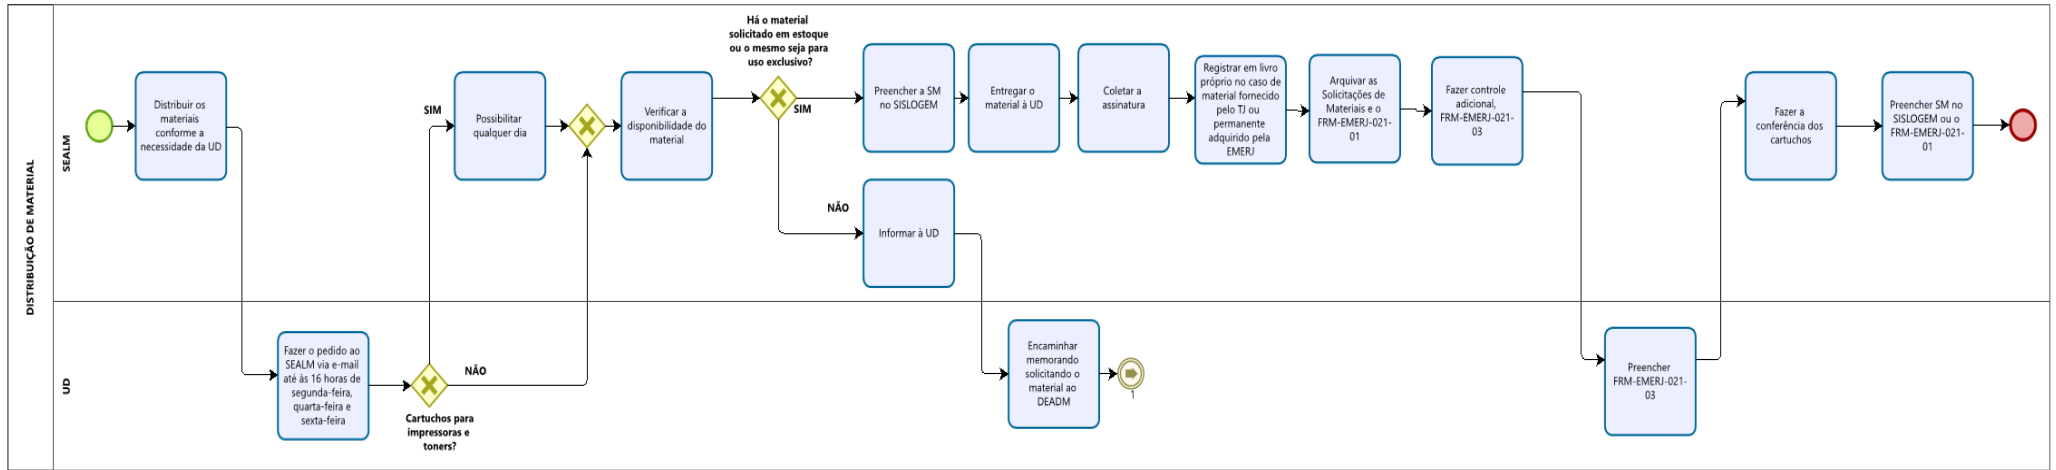 DISTRIBUIÇÃO DE MATERIAL
SEALM
Distribuir os
materiais
conforme a
necessidade da UD
SIM
Possibilitar
qualquer dia
Verificar a
disponibilidade do
material
Há o material
solicitado em estoque
ou o mesmo seja para
uso exclusivo?
SIM
Preencher a SM
no SISLOGEM
Entregar o
material à UD
Coletar a
assinatura
Registrar em livro
próprio no caso de
material fornecido
pelo TJ ou
permanente
adquirido pela
EMERJ
Arquivar as
Solicitações de
Materiais e o
FRM-EMERJ-021-
01
Fazer controle
adicional,
FRM-EMERJ-021-
03
Fazer a
conferência dos
cartuchos
Preencher SM no
SISLOGEM ou o
FRM-EMERJ-021-
01
NÃO
Informar à UD
UD
Fazer o pedido ao
SEALM via e-mail
até às 16 horas de
segunda-feira,
quarta-feira e
sexta-feira
NÃO
Cartuchos para
impressoras e
toners?
Encaminhar
memorando
solicitando o
material ao
DEADM
1
Preencher
FRM-EMERJ-021-
03